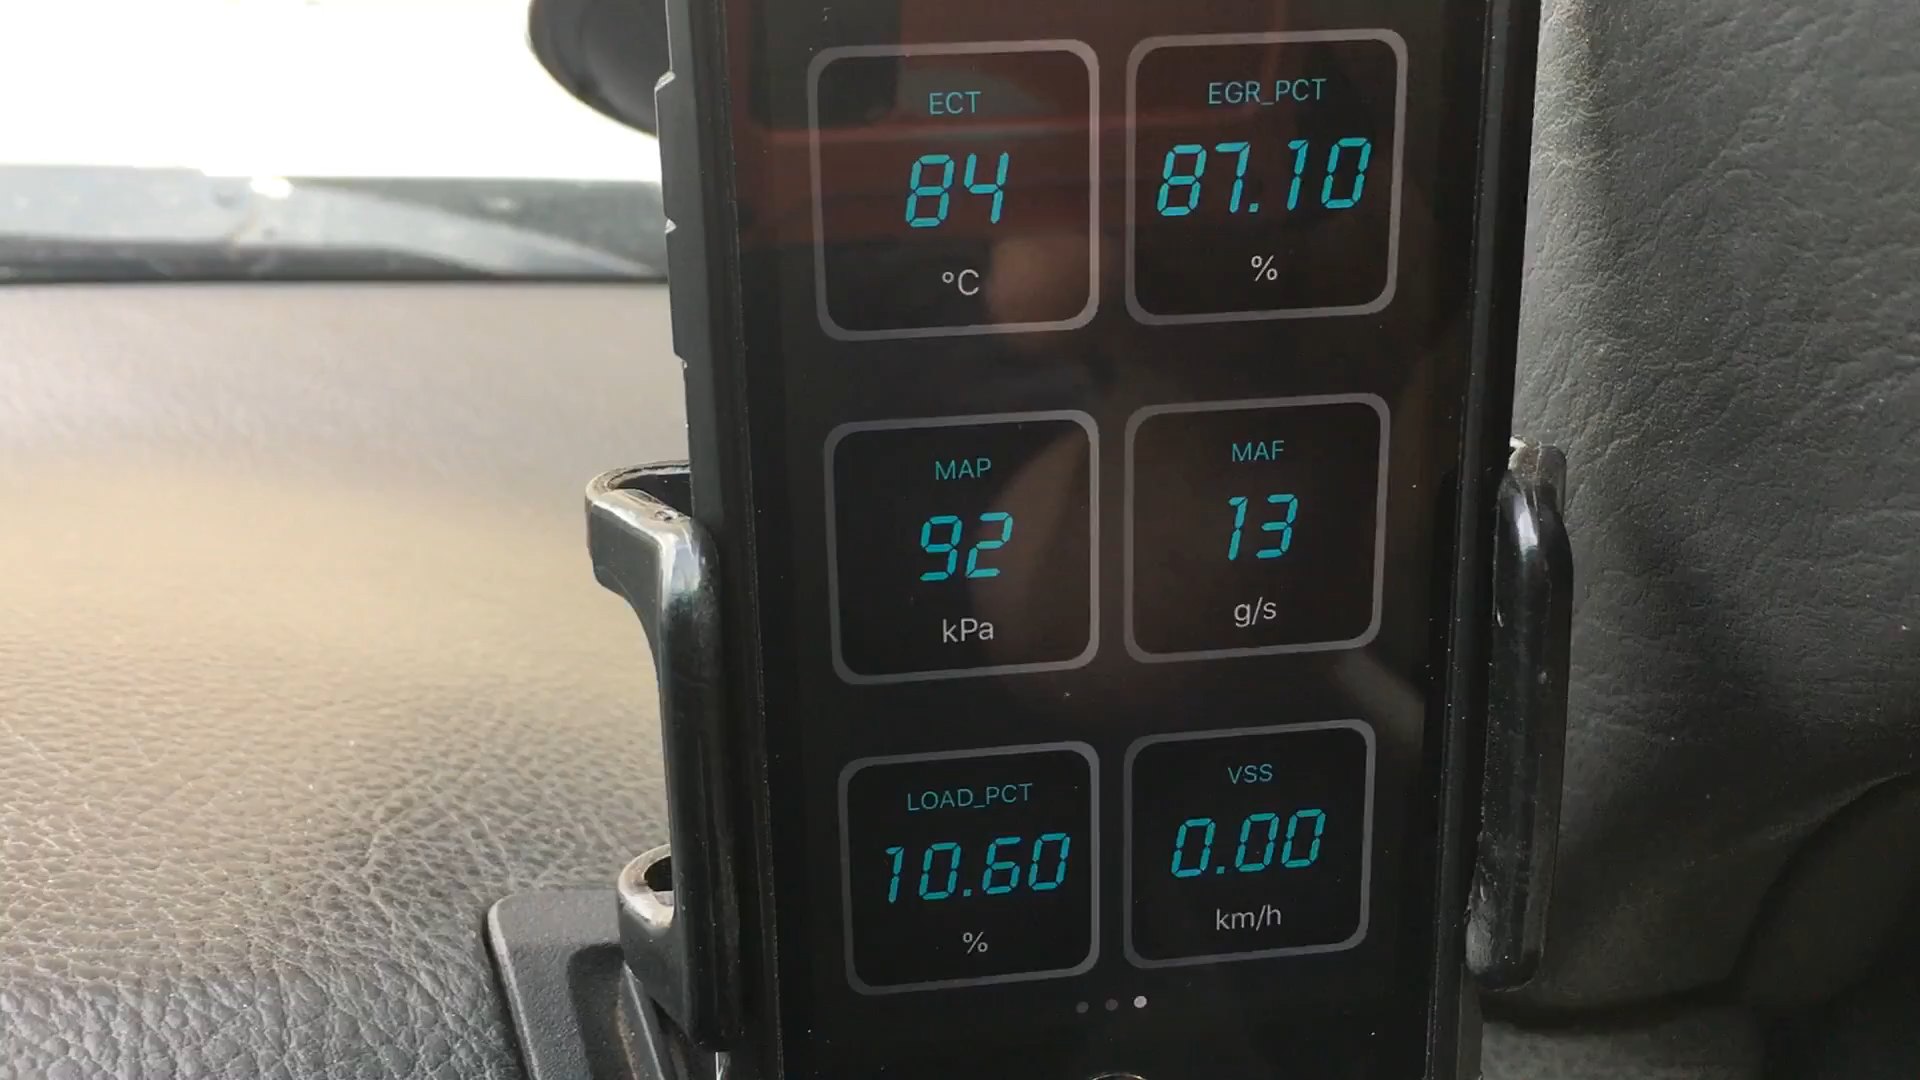 ECT
84
°C
EGR_PCT
87.10
%
MAP
92
kPa
MAF
13
g/s
LOAD_PCT
10.60
%
VSS
0.00
km/h